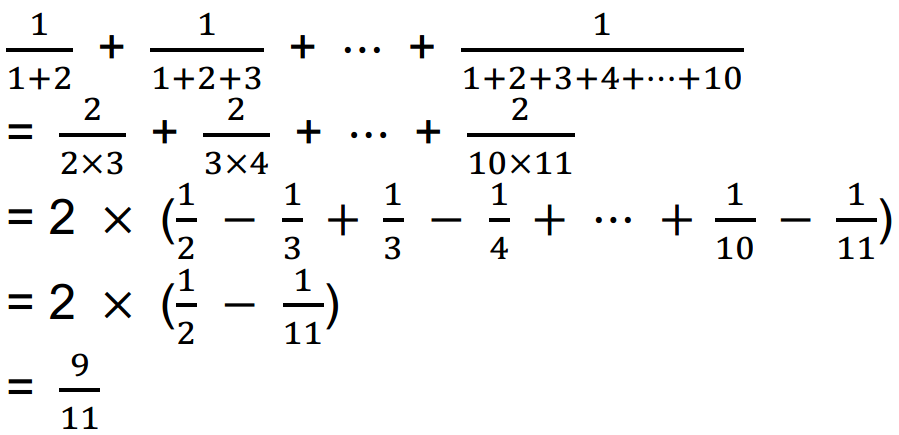 1/(1+2) + 1/(1+2+3) + ⋯ + 1/(1+2+3+4+⋯+10)
= 2/(2×3) + 2/(3×4) + ⋯ + 2/(10×11)
= 2 × (1/2 − 1/3 + 1/3 − 1/4 + ⋯ + 1/10 − 1/11)
= 2 × (1/2 − 1/11)
= 9/11